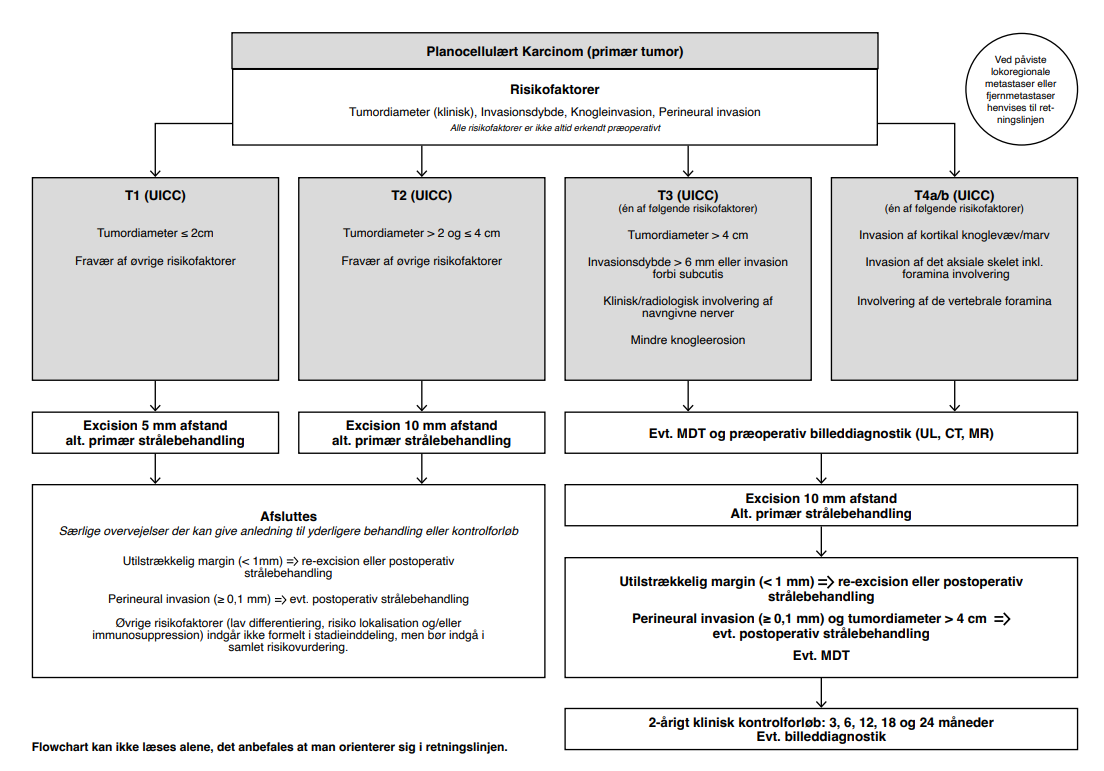 Planocellulært Karcinom (primær tumor)
Risikofaktorer
Tumordiameter (klinisk), Invasionsdybde, Knogleinvasion, Perineural invasion
Alle risikofaktorer er ikke altid erkendt præoperativt
Ved påviste
lokoregionale
metastaser eller
fjernmetastaser
henvises til ret-
ningslinjen
T1 (UICC)
Tumordiameter ≤ 2cm
Fravær af øvrige risikofaktorer
T2 (UICC)
Tumordiameter > 2 og ≤ 4 cm
Fravær af øvrige risikofaktorer
T3 (UICC)
(én af følgende risikofaktorer)
Tumordiameter > 4 cm
Invasionsdybde > 6 mm eller invasion
forbi subcutis
Klinisk/radiologisk involvering af
navngivne nerver
Mindre knogleerosion
T4a/b (UICC)
(én af følgende risikofaktorer)
Invasion af kortikal knoglevæv/marv
Invasion af det aksiale skelet inkl.
foramina involvering
Involvering af de vertebrale foramina
Excision 5 mm afstand
alt. primær strålebehandling
Excision 10 mm afstand
alt. primær strålebehandling
Evt. MDT og præoperativ billeddiagnostik (UL, CT, MR)
Afsluttes
Særlige overvejelser der kan give anledning til yderligere behandling eller kontrolforløb
Utilstrækkelig margin (< 1mm) => re-excision eller postoperativ
strålebehandling
Perineural invasion (≥ 0,1 mm) => evt. postoperativ strålebehandling
Øvrige risikofaktorer (lav differentiering, risiko lokalisation og/eller
immunosuppression) indgår ikke formelt i stadieinddeling, men bør indgå i
samlet risikovurdering.
Excision 10 mm afstand
Alt. primær strålebehandling
Utilstrækkelig margin (< 1 mm) => re-excision eller postoperativ
strålebehandling
Perineural invasion (≥ 0,1 mm) og tumordiameter > 4 cm =>
evt. postoperativ strålebehandling
Evt. MDT
2-årigt klinisk kontrolforløb: 3, 6, 12, 18 og 24 måneder
Evt. billeddiagnostik
Flowchart kan ikke læses alene, det anbefales at man orienterer sig i retningslinjen.